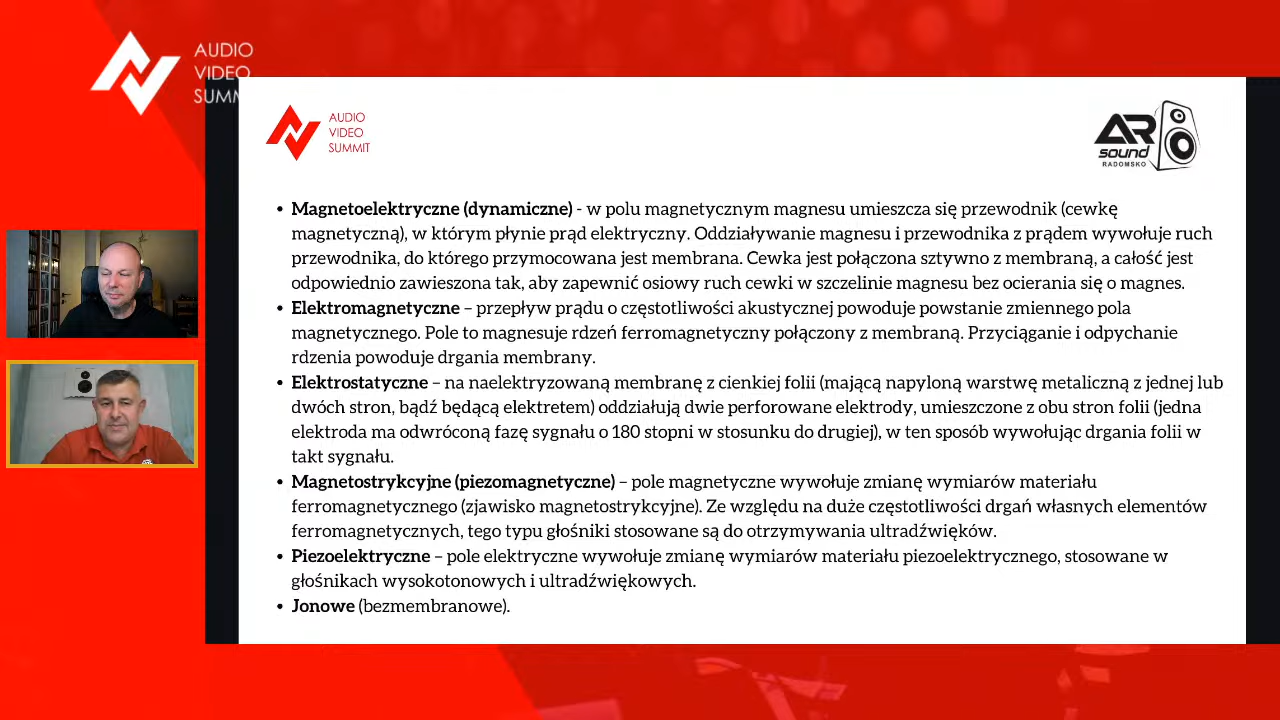 AUDIO
VIDEO
SUMM
AUDIO
VIDEO
SUMMIT
AR
sound
RADOMSKO
• Magnetoelektryczne (dynamiczne) - w polu magnetycznym magnesu umieszcza się przewodnik (cewkę
magnetyczną), w którym płynie prąd elektryczny. Oddziaływanie magnesu i przewodnika z prądem wywołuje ruch
przewodnika, do którego przymocowana jest membrana. Cewka jest połączona sztywno z membraną, a całość jest
odpowiednio zawieszona tak, aby zapewnić osiowy ruch cewki w szczelinie magnesu bez ocierania się o magnes.
• Elektromagnetyczne – przepływ prądu o częstotliwości akustycznej powoduje powstanie zmiennego pola
magnetycznego. Pole to magnesuje rdzeń ferromagnetyczny połączony z membraną. Przyciąganie i odpychanie
rdzenia powoduje drgania membrany.
• Elektrostatyczne – na naelektryzowaną membranę z cienkiej folii (mającą napyloną warstwę metaliczną z jednej lub
dwóch stron, bądź będącą elektretem) oddziałują dwie perforowane elektrody, umieszczone z obu stron folii (jedna
elektroda ma odwróconą fazę sygnału o 180 stopni w stosunku do drugiej), w ten sposób wywołując drgania folii w
takt sygnału.
• Magnetostrykcyjne (piezomagnetyczne) – pole magnetyczne wywołuje zmianę wymiarów materiału
ferromagnetycznego (zjawisko magnetostrykcyjne). Ze względu na duże częstotliwości drgań własnych elementów
ferromagnetycznych, tego typu głośniki stosowane są do otrzymywania ultradźwięków.
• Piezoelektryczne – pole elektryczne wywołuje zmianę wymiarów materiału piezoelektrycznego, stosowane w
głośnikach wysokotonowych i ultradźwiękowych.
• Jonowe (bezmembranowe).